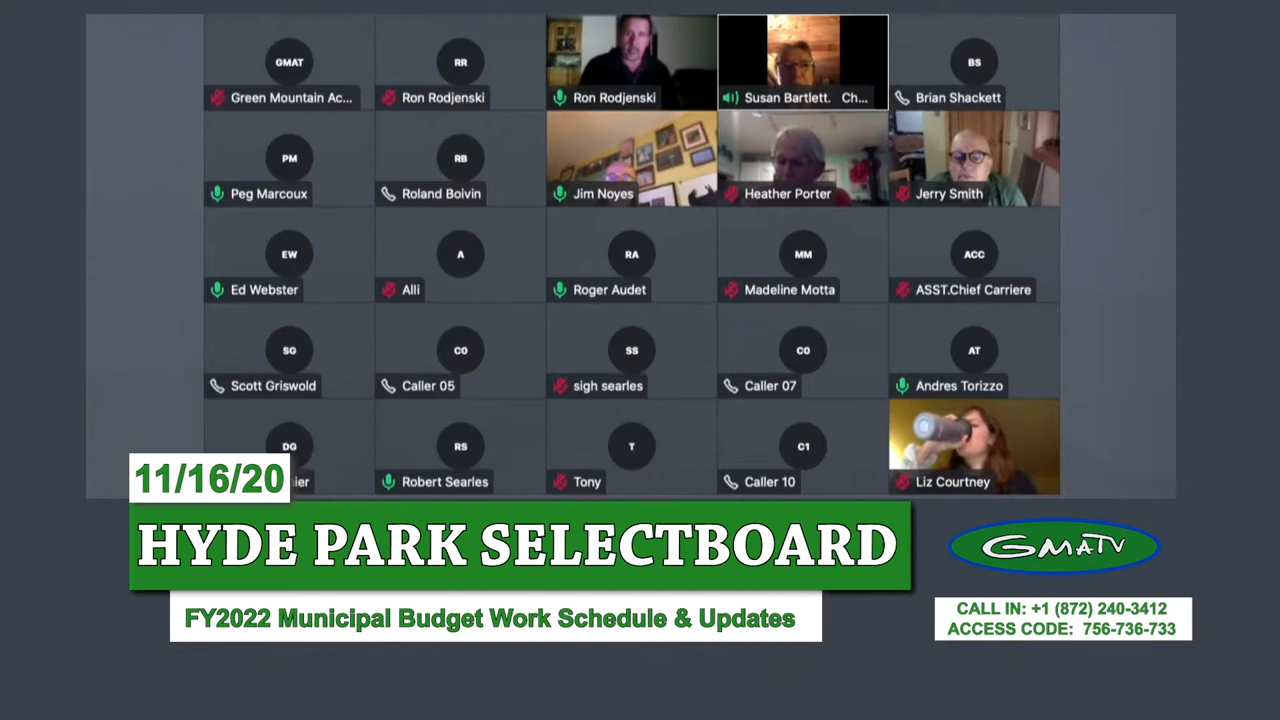 GMAT
RR
BS
Green Mountain Ac...
Ron Rodjenski
Ron Rodjenski
Susan Bartlett. Ch...
Brian Shackett
PM
RB
Peg Marcoux
Roland Boivin
Jim Noyes
Heather Porter
Jerry Smith
EW
A
RA
MM
ACC
Ed Webster
Alli
Roger Audet
Madeline Motta
ASST.Chief Carriere
SG
C0
SS
C0
AT
Scott Griswold
Caller 05
sigh searles
Caller 07
Andres Torizzo
DG
RS
T
C1
Robert Searles
Tony
Caller 10
Liz Courtney
11/16/20
HYDE PARK SELECTBOARD
GMATV
FY2022 Municipal Budget Work Schedule & Updates
CALL IN: +1 (872) 240-3412
ACCESS CODE: 756-736-733